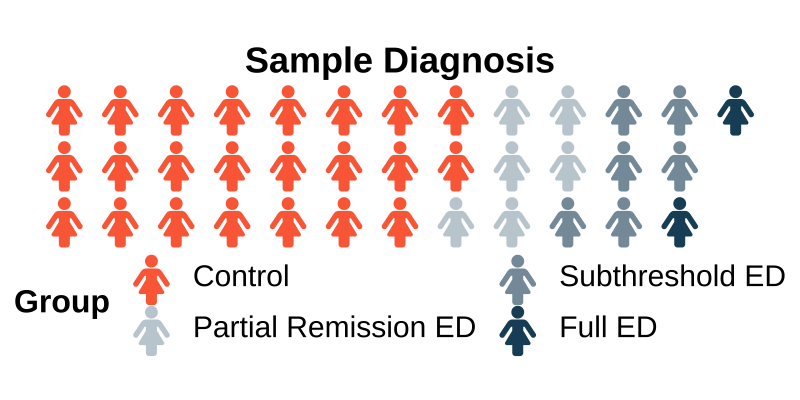 Sample Diagnosis
Control
Subthreshold ED
Group
Partial Remission ED
Full ED